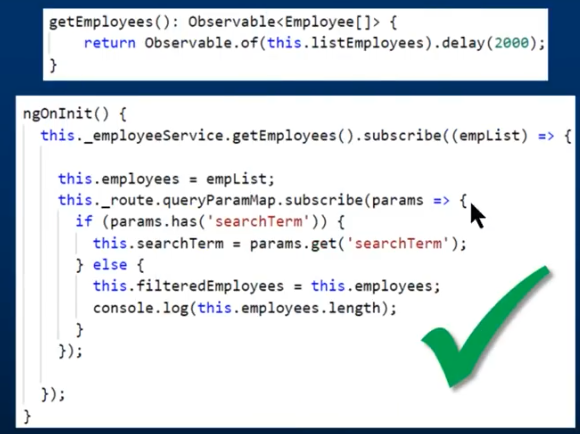 getEmployees(): Observable<Employee[]> {
    return Observable.of(this.listEmployees).delay(2000);
}
ngOnInit() {
  this._employeeService.getEmployees().subscribe((empList) => {
    this.employees = empList;
    this._route.queryParamMap.subscribe(params => {
      if (params.has('searchTerm')) {
        this.searchTerm = params.get('searchTerm');
      } else {
        this.filteredEmployees = this.employees;
        console.log(this.employees.length);
      }
    });
  });
}